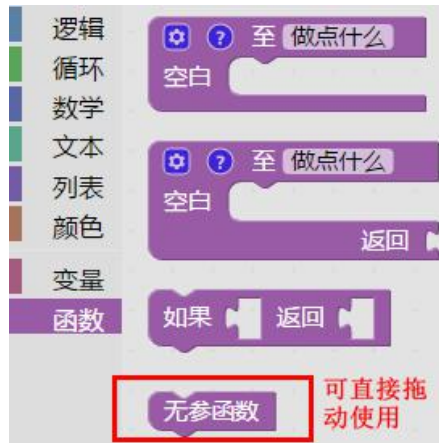 逻辑
循环
数学
文本
列表
颜色
变量
函数
? 至 做点什么
空白
? 至 做点什么
空白
返回
如果 返回
无参函数
可直接拖
动使用